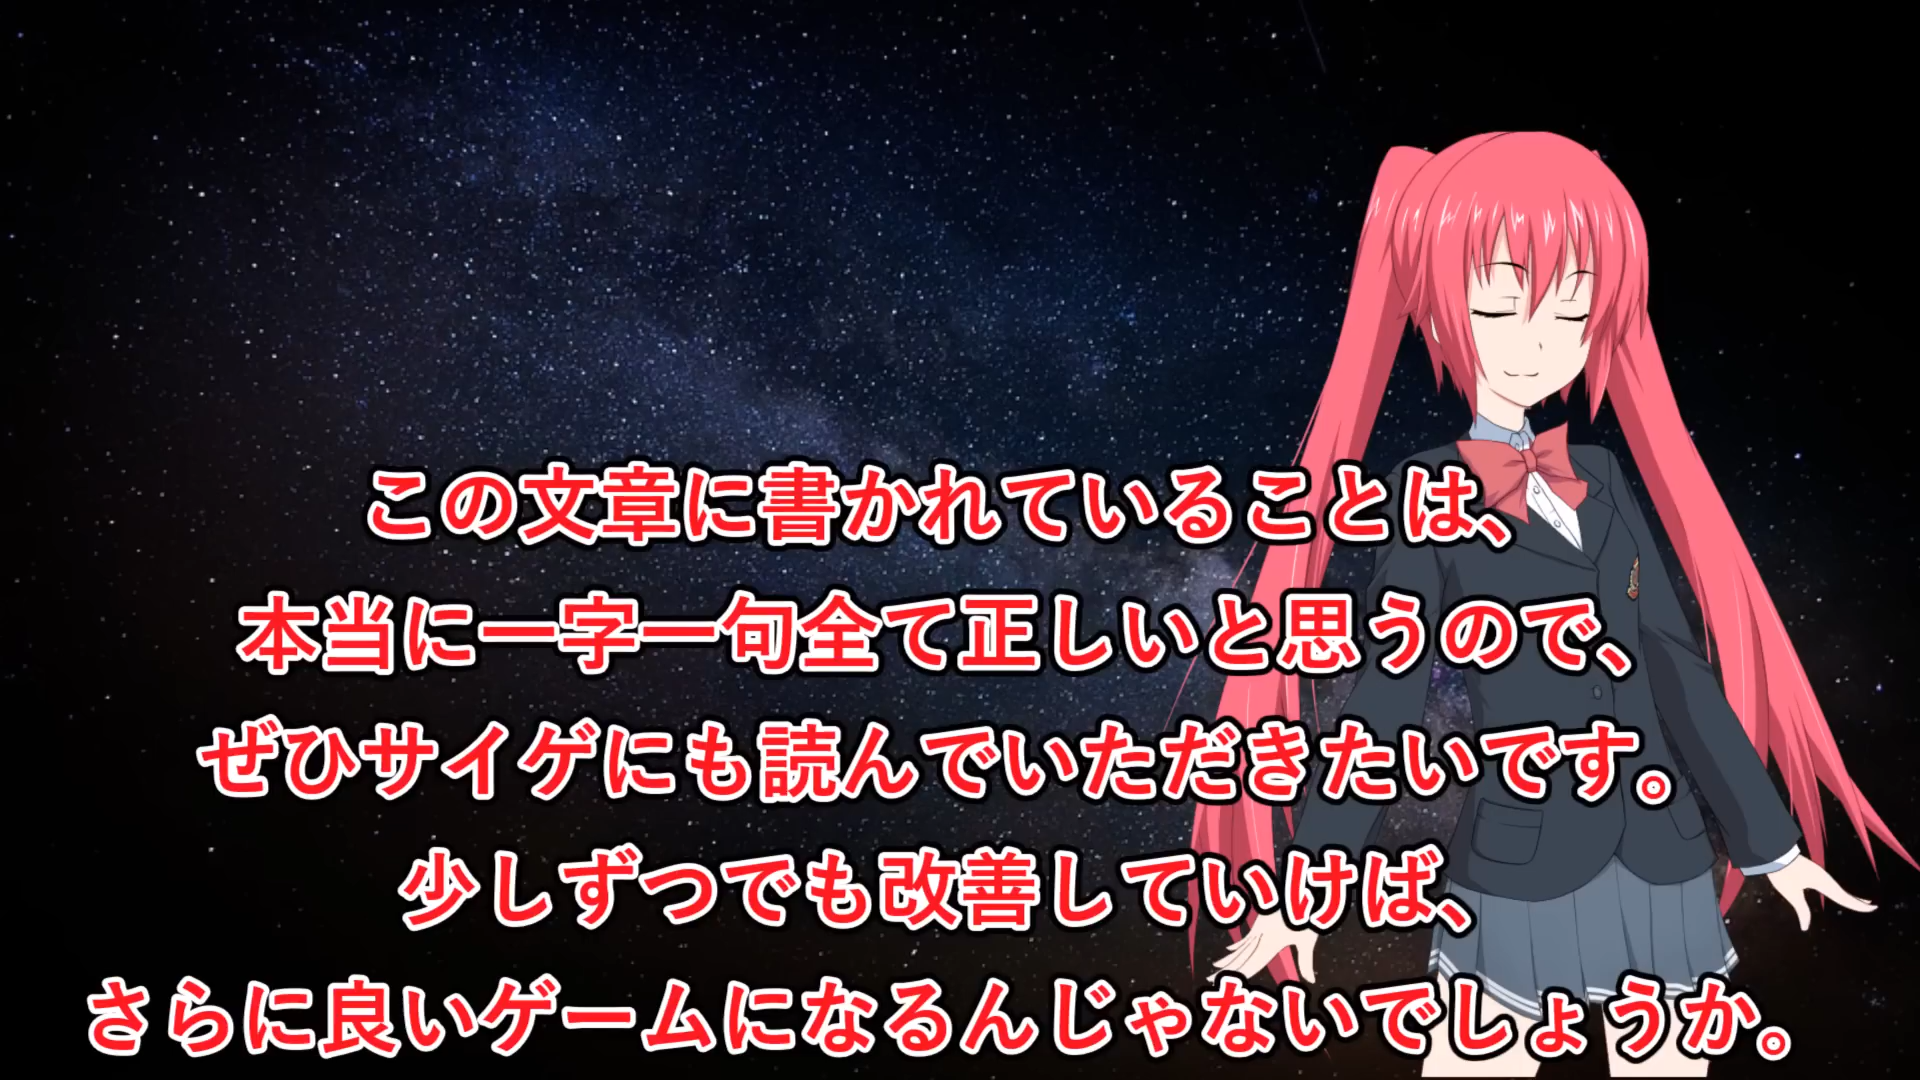 この文章に書かれていることは、
本当に一字一句全て正しいと思うので、
ぜひサイゲにも読んでいただきたいです。
少しずつでも改善していけば、
さらに良いゲームになるんじゃないでしょうか。